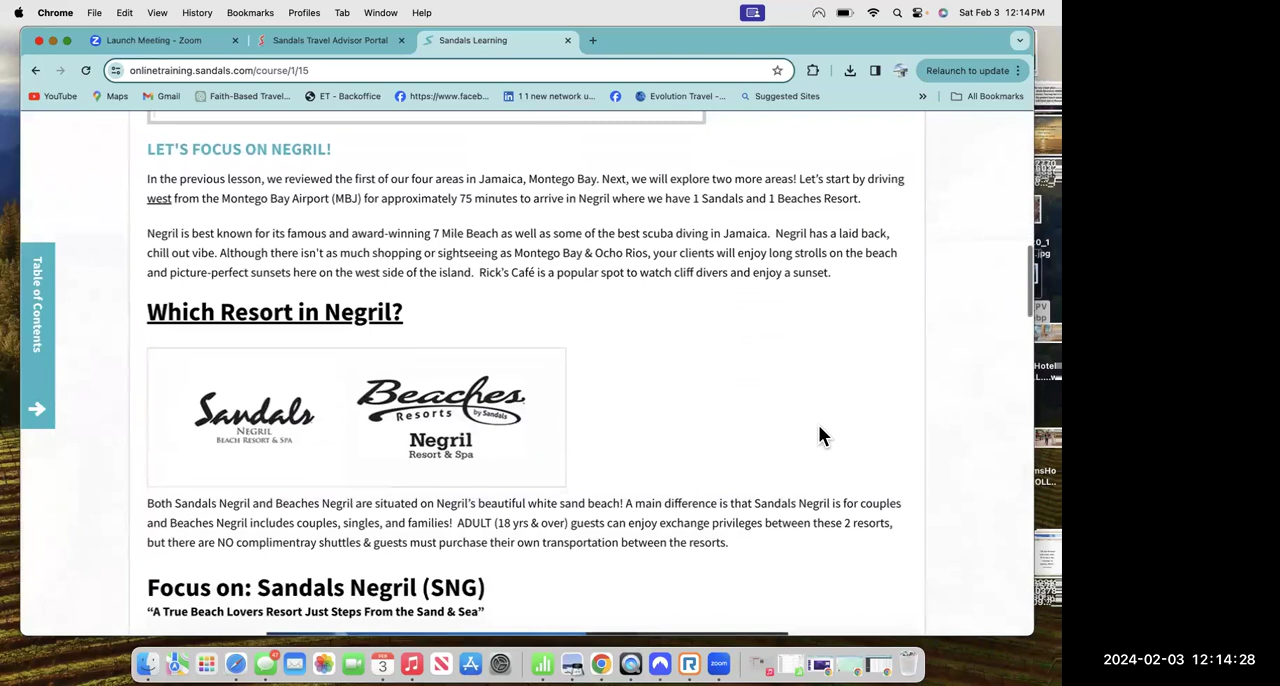 Chrome File Edit View History Bookmarks Profiles Tab Window Help Sat Feb 3 12:14PM
Launch Meeting - Zoom Sandals Travel Advisor Portal Sandals Learning
onlinetraining.sandals.com/course/1/15 Relaunch to update
YouTube Maps Gmail Faith-Based Travel... ET - Backoffice https://www.faceb... 1 1 new network u... Evolution Travel -... Suggested Sites » All Bookmarks
LET'S FOCUS ON NEGRIL!
In the previous lesson, we reviewed the first of our four areas in Jamaica, Montego Bay. Next, we will explore two more areas! Let's start by driving
west from the Montego Bay Airport (MBJ) for approximately 75 minutes to arrive in Negril where we have 1 Sandals and 1 Beaches Resort.
Negril is best known for its famous and award-winning 7 Mile Beach as well as some of the best scuba diving in Jamaica. Negril has a laid back,
chill out vibe. Although there isn't as much shopping or sightseeing as Montego Bay & Ocho Rios, your clients will enjoy long strolls on the beach
and picture-perfect sunsets here on the west side of the island. Rick's Café is a popular spot to watch cliff divers and enjoy a sunset.
Table of Contents
Which Resort in Negril?
Sandals
NEGRIL
BEACH RESORT & SPA
Beaches
Resorts by Sandals
Negril
Resort & Spa
Both Sandals Negril and Beaches Negril are situated on Negril's beautiful white sand beach! A main difference is that Sandals Negril is for couples
and Beaches Negril includes couples, singles, and families! ADULT (18 yrs & over) guests can enjoy exchange privileges between these 2 resorts,
but there are NO complimentray shuttles & guests must purchase their own transportation between the resorts.
Focus on: Sandals Negril (SNG)
“A True Beach Lovers Resort Just Steps From the Sand & Sea”
47
FEB
3
zoom
0_1
.jpg
PV
bp
Hotel
LL....w
nsHo
OLL..
2024-02-03 12:14:28